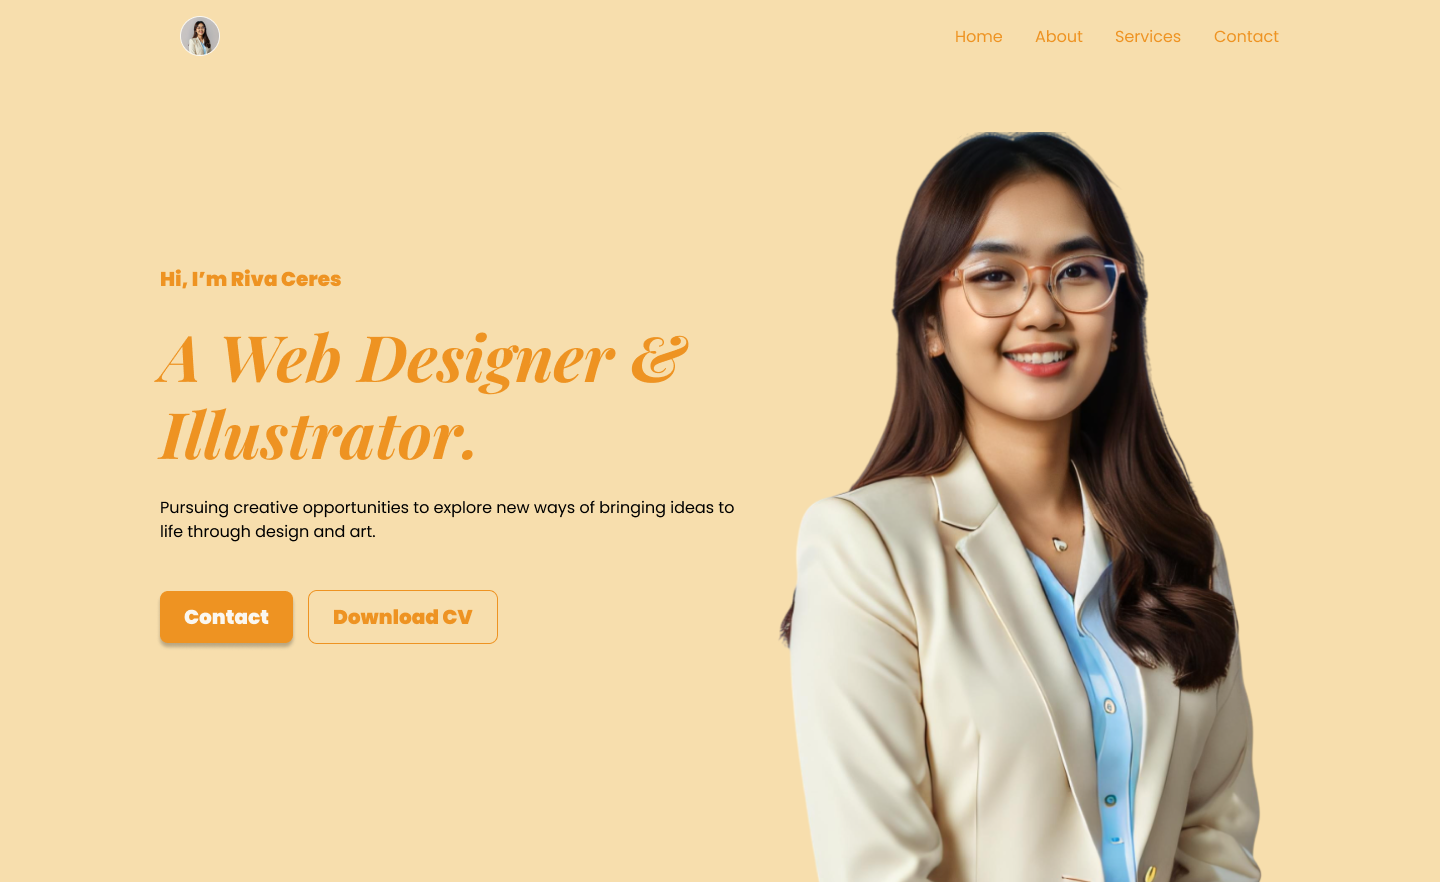 Home About Services Contact
Hi, I’m Riva Ceres
A Web Designer &
Illustrator.
Pursuing creative opportunities to explore new ways of bringing ideas to
life through design and art.
Contact Download CV